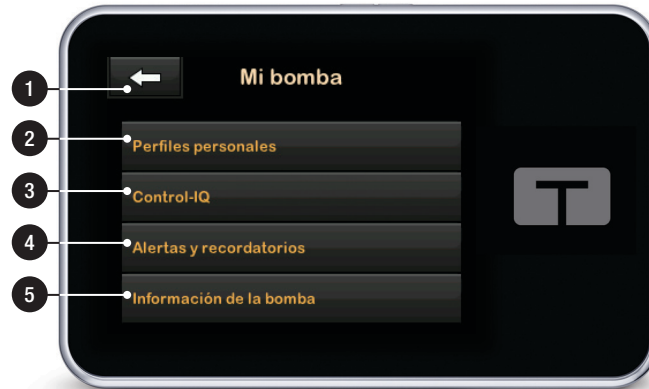 1
Mi bomba
2
Perfiles personales
3
Control-IQ
4
Alertas y recordatorios
5
Información de la bomba
T